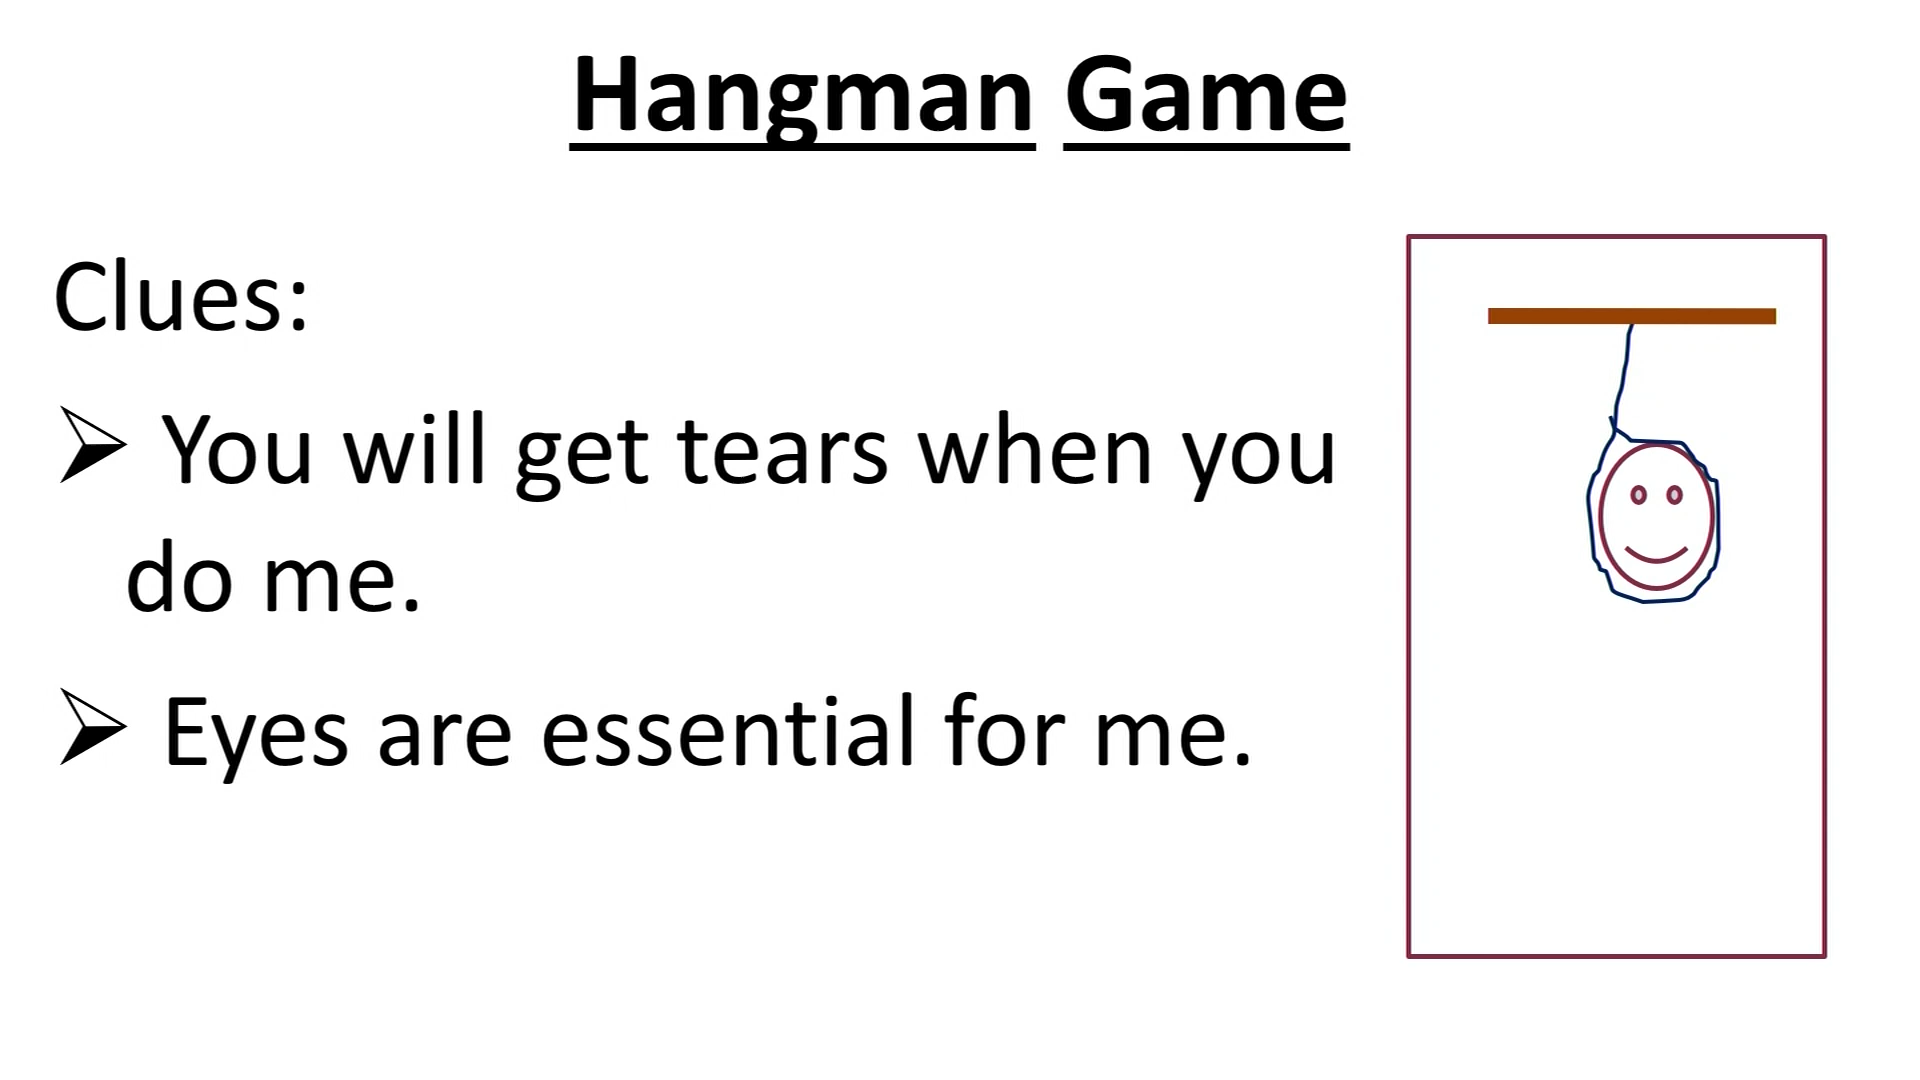 Hangman Game
Clues:
➢ You will get tears when you
do me.
➢ Eyes are essential for me.